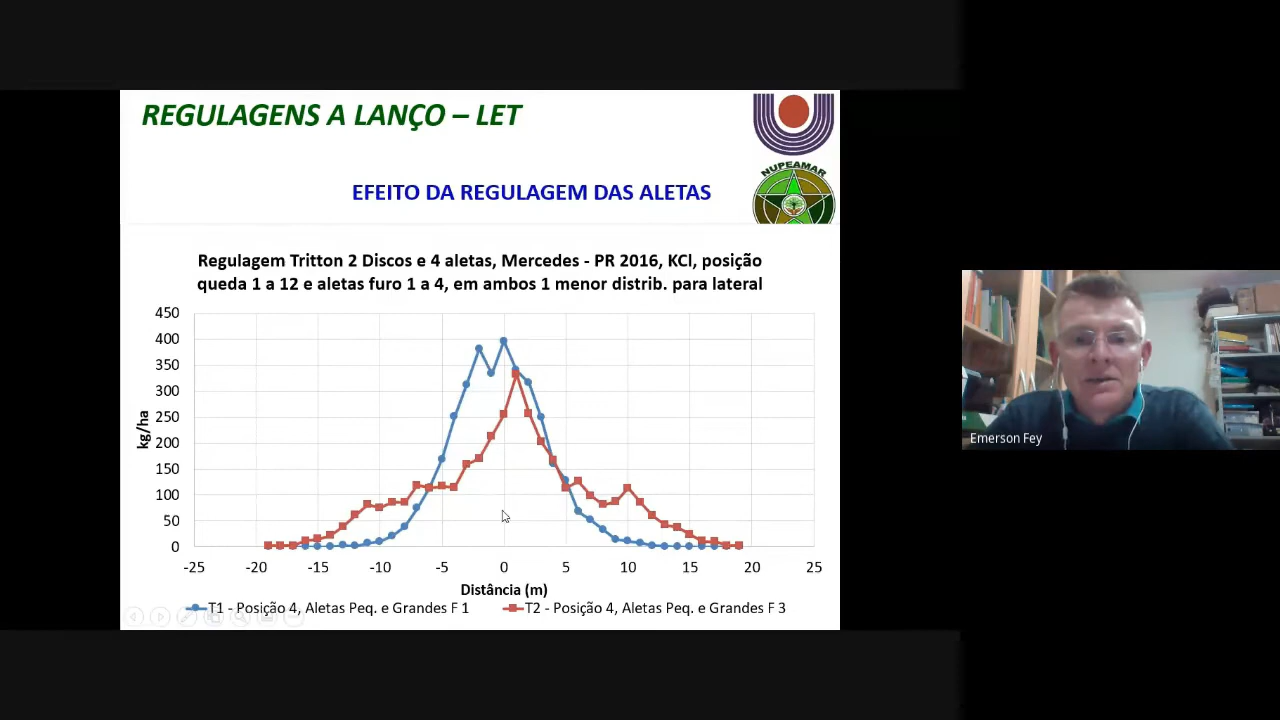 REGULAGENS A LANÇO – LET
NUPEAMAR
EFEITO DA REGULAGEM DAS ALETAS
Regulagem Tritton 2 Discos e 4 aletas, Mercedes - PR 2016, KCl, posição
queda 1 a 12 e aletas furo 1 a 4, em ambos 1 menor distrib. para lateral
450
400
350
300
250
200
150
100
50
0
kg/ha
-25 -20 -15 -10 -5 0 5 10 15 20 25
Distância (m)
T1 - Posição 4, Aletas Peq. e Grandes F 1
T2 - Posição 4, Aletas Peq. e Grandes F 3
Emerson Fey